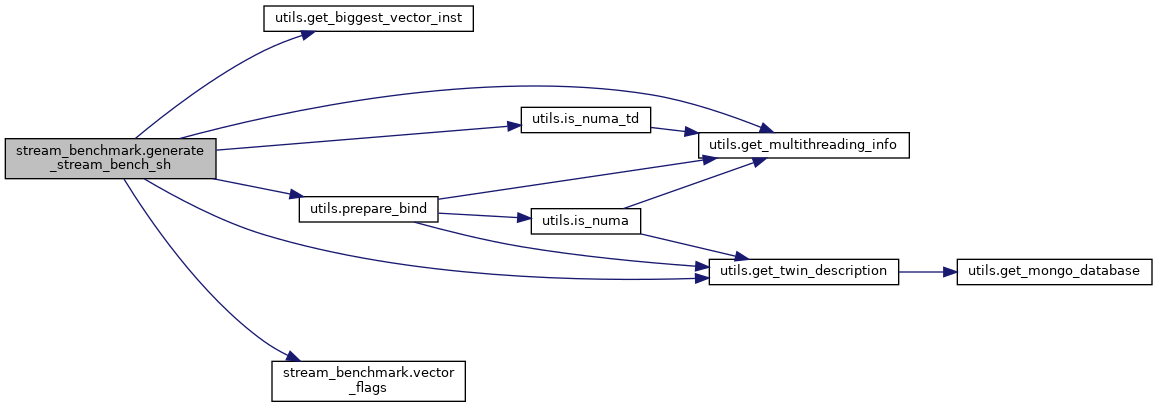 utils.get_biggest_vector_inst
utils.is_numa_td
utils.get_multithreading_info
stream_benchmark.generate
_stream_bench_sh
utils.prepare_bind
utils.is_numa
utils.get_twin_description
utils.get_mongo_database
stream_benchmark.vector
_flags